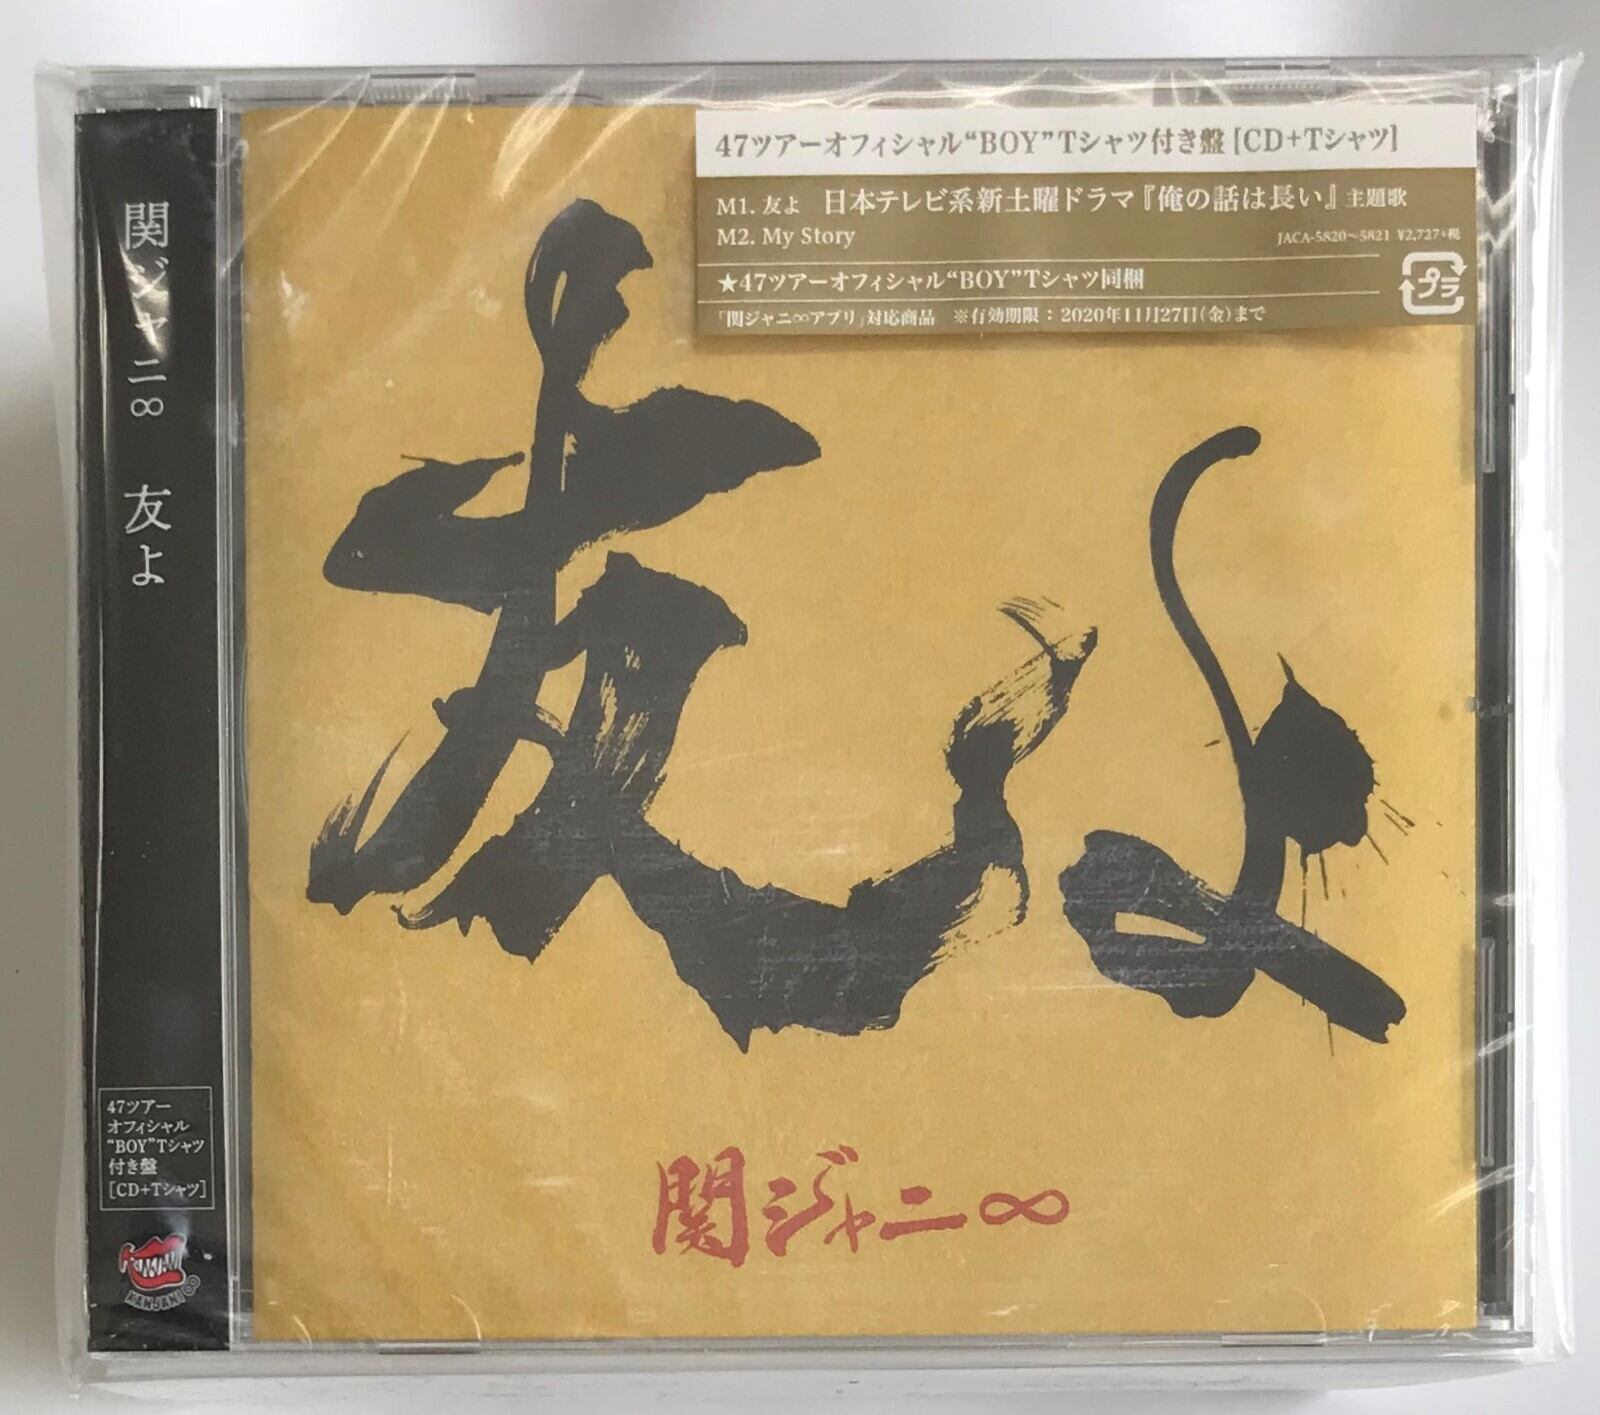 関ジャニ∞ 友よ
47ツアーオフィシャル“BOY”Tシャツ付き盤 [CD+Tシャツ]
M1. 友よ 日本テレビ系新土曜ドラマ『俺の話は長い』主題歌
M2. My Story
JACA-5820~5821 ¥2,727+税
★47ツアーオフィシャル“BOY”Tシャツ同梱
プラ
「関ジャニ∞アプリ」対応商品 ※有効期限：2020年11月27日(金)まで
友よ
関ジャニ∞
47ツアー
オフィシャル
“BOY”Tシャツ
付き盤
[CD+Tシャツ]
KANJANI∞